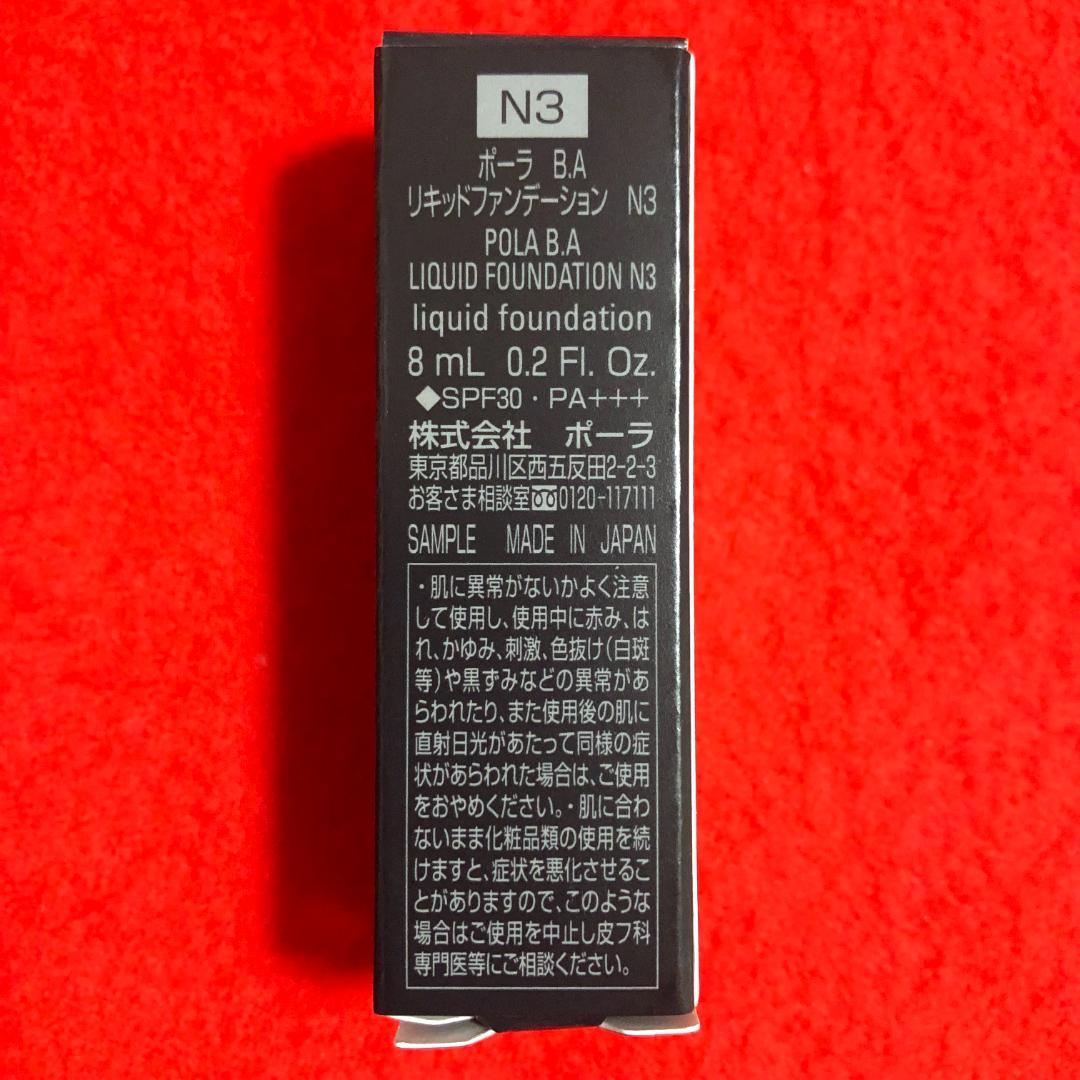 N3
ポーラ B.A
リキッドファンデーション N3
POLA B.A
LIQUID FOUNDATION N3
liquid foundation
8 mL 0.2 Fl. Oz.
◆SPF30・PA+++
株式会社 ポーラ
東京都品川区西五反田2-2-3
お客さま相談室 0120-117111
SAMPLE MADE IN JAPAN
・肌に異常がないかよく注意
して使用し、使用中に赤み、は
れ、かゆみ、刺激、色抜け(白斑
等)や黒ずみなどの異常があ
らわれたり、また使用後の肌に
直射日光があたって同様の症
状があらわれた場合は、ご使用
をおやめください。・肌に合わ
ないまま化粧品類の使用を続
けますと、症状を悪化させるこ
とがありますので、このような
場合はご使用を中止し皮フ科
専門医等にご相談ください。